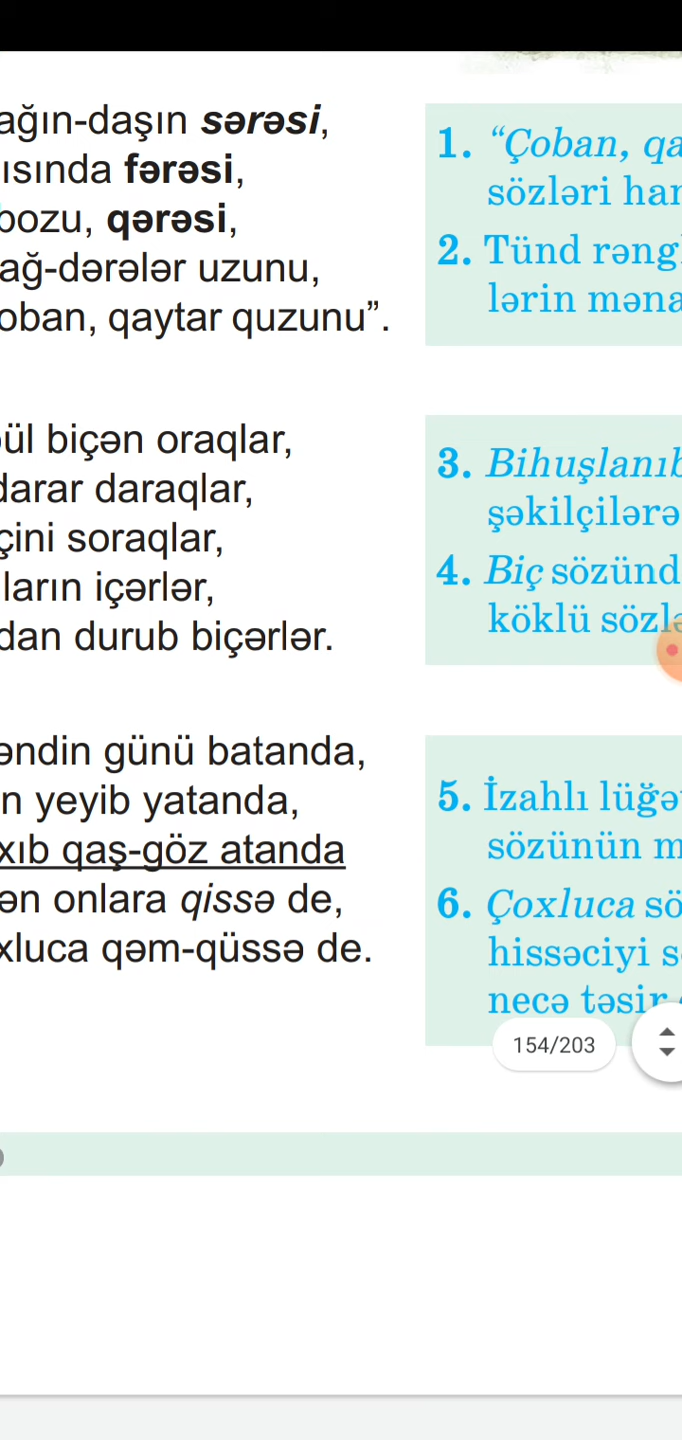 ağın-daşın sərəsi,
ısında fərəsi,
bozu, qərəsi,
ağ-dərələr uzunu,
oban, qaytar quzunu”.
1. “Çoban, qa
sözləri har
2. Tünd rəng
lərin məna
ül biçən oraqlar,
darar daraqlar,
çini soraqlar,
ların içərlər,
dan durub biçərlər.
3. Bihuşlanıb
şəkilçilərə
4. Biç sözünd
köklü sözlə
əndin günü batanda,
n yeyib yatanda,
xıb qaş-göz atanda
ən onlara qissə de,
xluca qəm-qüssə de.
5. İzahlı lüğə
sözünün m
6. Çoxluca sö
hissəciyi s
necə təsir
154/203